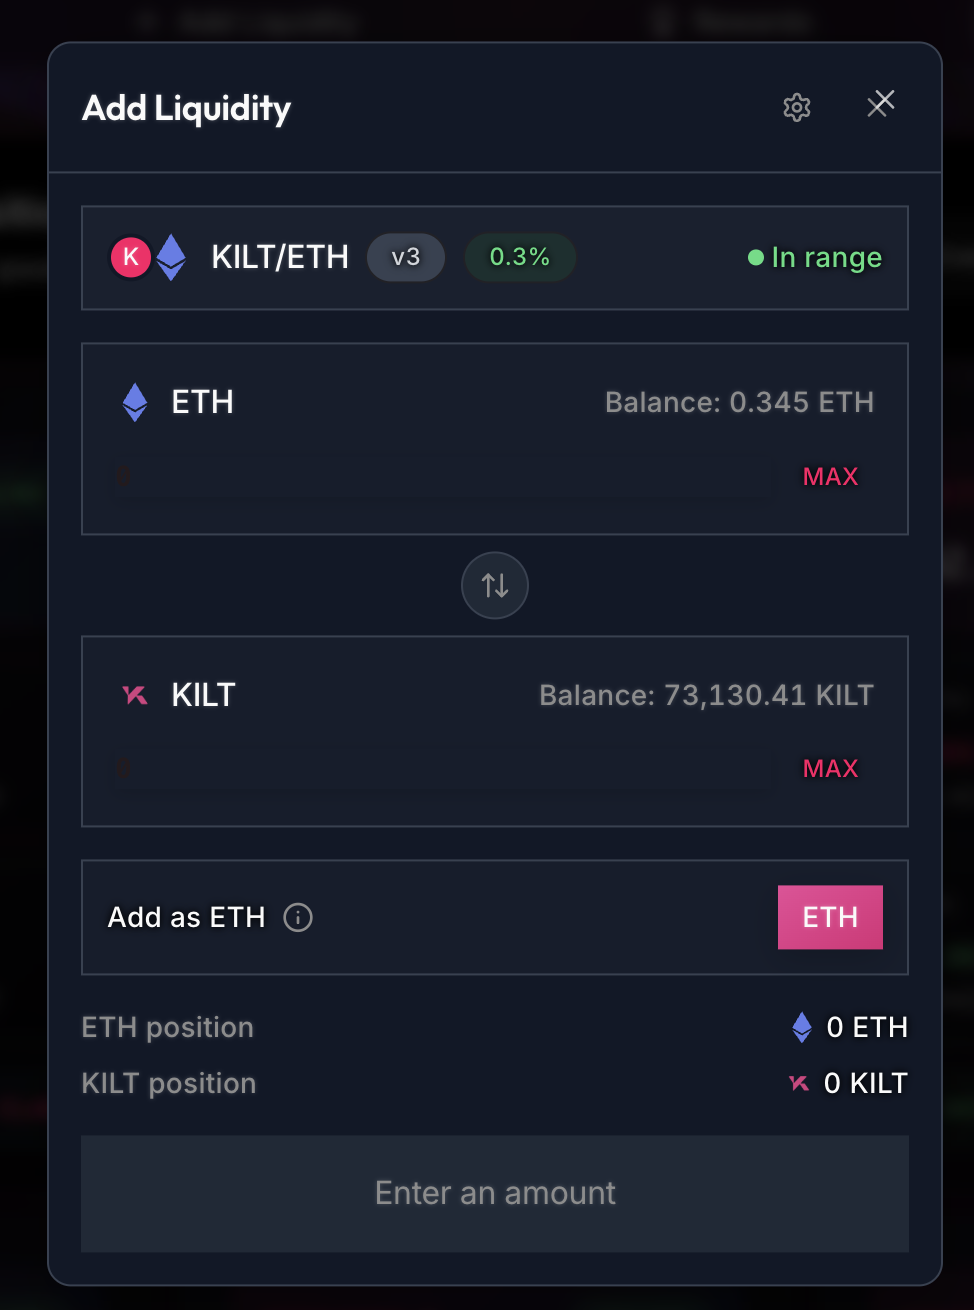 Add Liquidity
K KILT/ETH v3 0.3% In range
ETH Balance: 0.345 ETH
MAX
KILT Balance: 73,130.41 KILT
MAX
Add as ETH ETH
ETH position 0 ETH
KILT position 0 KILT
Enter an amount